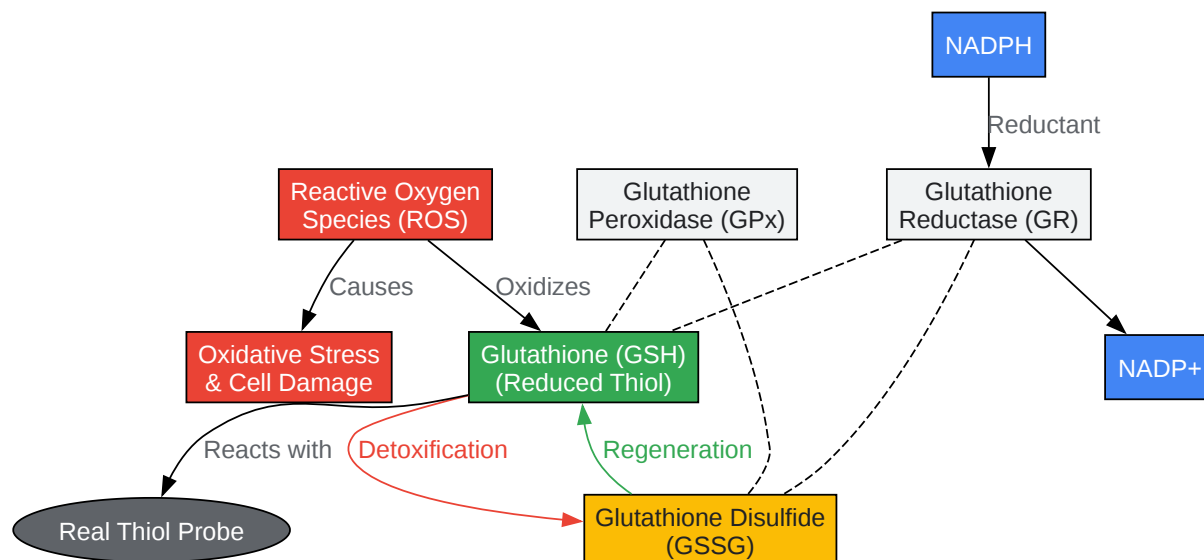 NADPH
Reductant
Reactive Oxygen
Species (ROS)
Glutathione
Peroxidase (GPx)
Glutathione
Reductase (GR)
Causes
Oxidizes
Oxidative Stress
& Cell Damage
Glutathione (GSH)
(Reduced Thiol)
NADP+
Reacts with
Detoxification
Regeneration
Real Thiol Probe
Glutathione Disulfide
(GSSG)